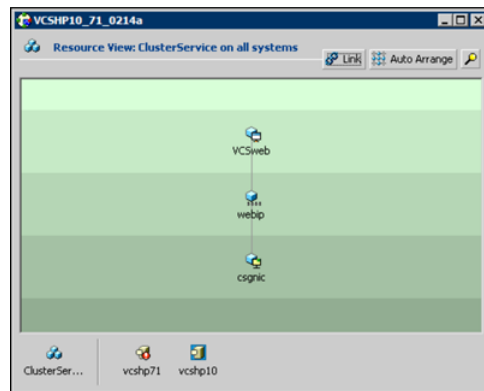 VCSHP10_71_0214a
Resource View: ClusterService on all systems
Link
Auto Arrange
VCSweb
webip
csgnic
ClusterSer...
vcshp71
vcshp10